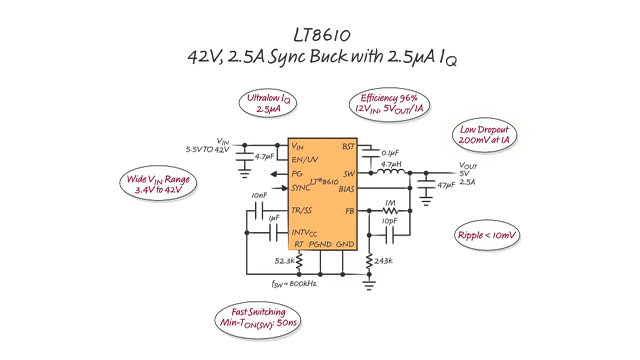 LT8610
42V, 2.5A Sync Buck with 2.5µA IQ
Ultralow IQ
2.5µA
Efficiency 96%
12VIN, 5VOUT/1A
Low Dropout
200mV at 1A
VIN
5.5V TO 42V
4.7µF
VIN
EN/UV
PG
SYNC
LT®8610
BST
SW
BIAS
FB
0.1µF
4.7µH
VOUT
5V
2.5A
47µF
Wide VIN Range
3.4V to 42V
10nF
TR/SS
1µF
INTVCC
RT PGND GND
1M
10pF
52.3k
243k
fSW = 800kHz
Ripple < 10mV
Fast Switching
Min-TON(SW): 50ns